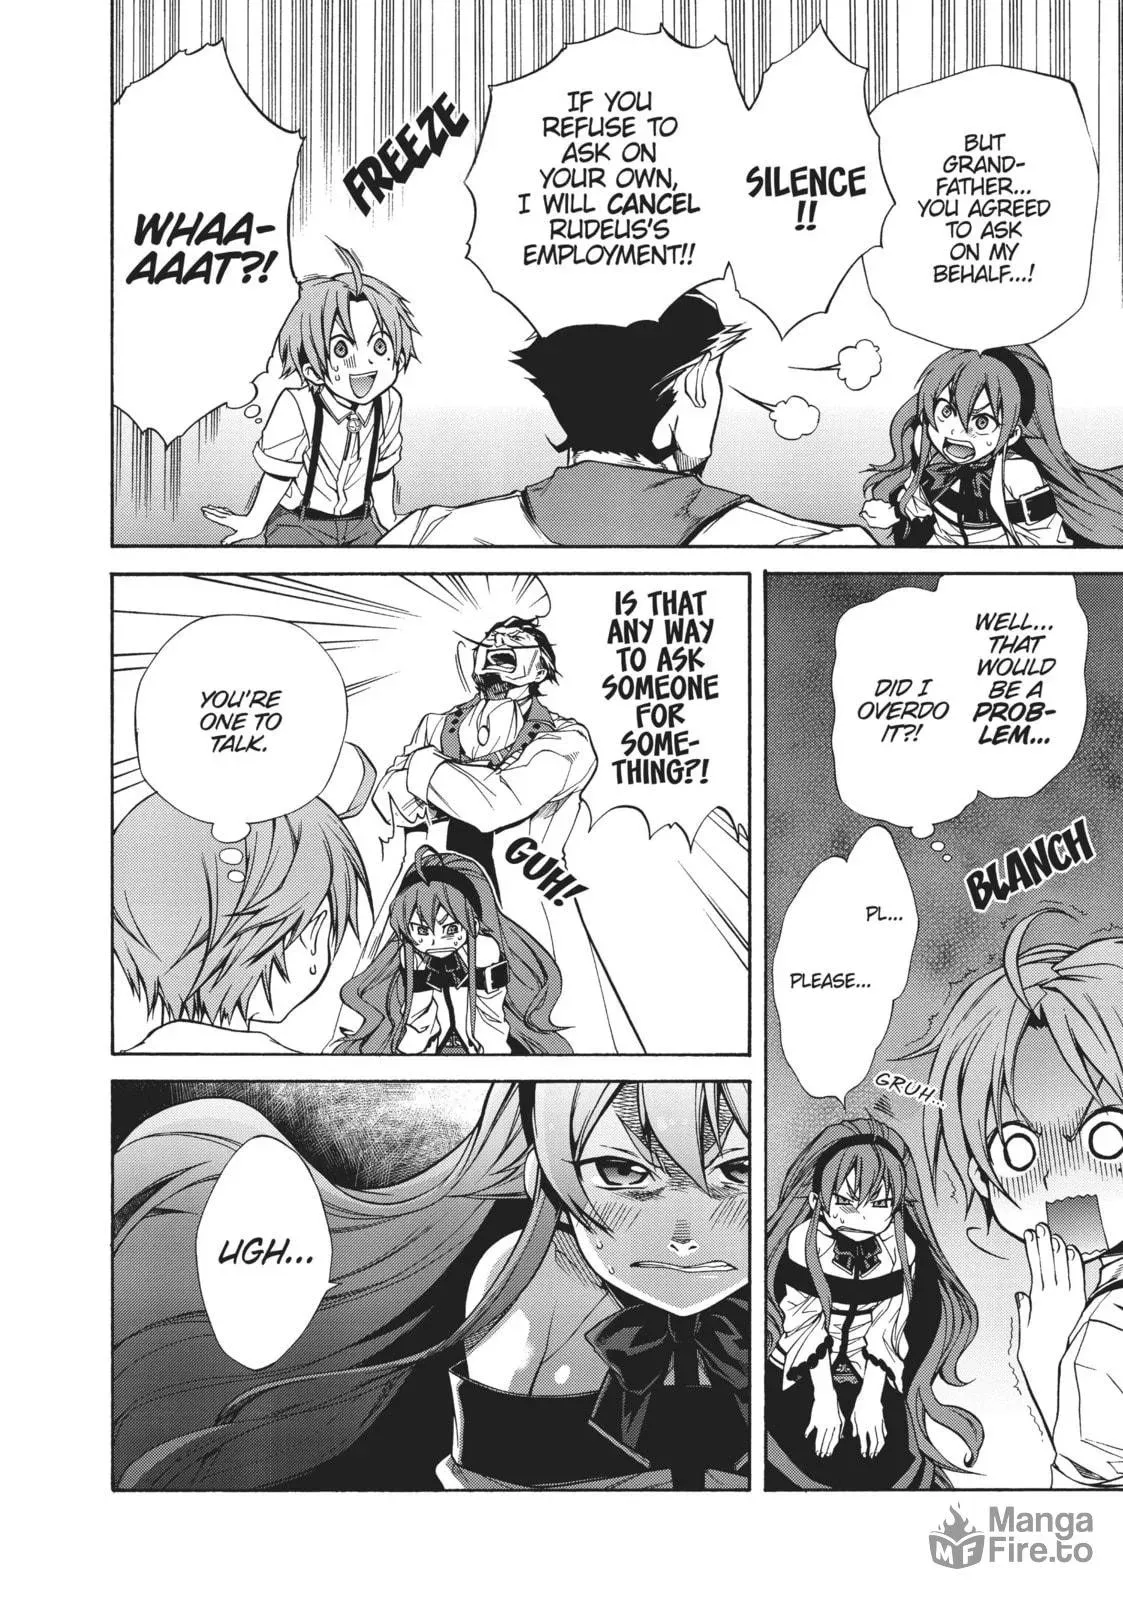 BUT
GRAND-
FATHER...
YOU AGREED
TO ASK
ON MY
BEHALF...!
SILENCE
!!
IF YOU
REFUSE TO
ASK ON
YOUR OWN,
I WILL CANCEL
RUDEUS'S
EMPLOYMENT!!
FREEZE
WHAA-
AAAT?!
WELL...
THAT
WOULD
BE A
PROB-
LEM...
DID I
OVERDO
IT?!
BLANCH
PL...
PLEASE...
GRUH...
IS THAT
ANY WAY
TO ASK
SOMEONE
FOR
SOME-
THING?!
GUH!
YOU'RE
ONE TO
TALK.
UGH...
Manga
Fire.to
MF